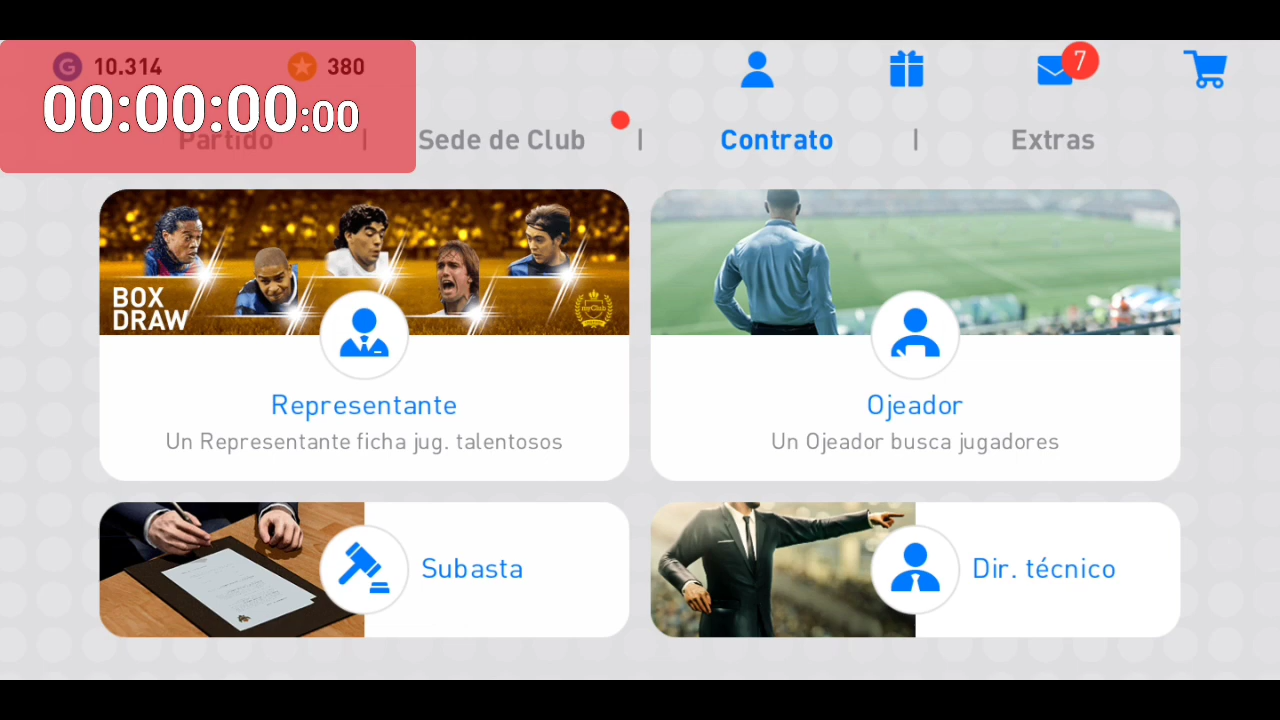 10.314
380
7
00:00:00:00
Partido | Sede de Club | Contrato | Extras
BOX
DRAW
myClub
Representante
Un Representante ficha jug. talentosos
Ojeador
Un Ojeador busca jugadores
Subasta
Dir. técnico